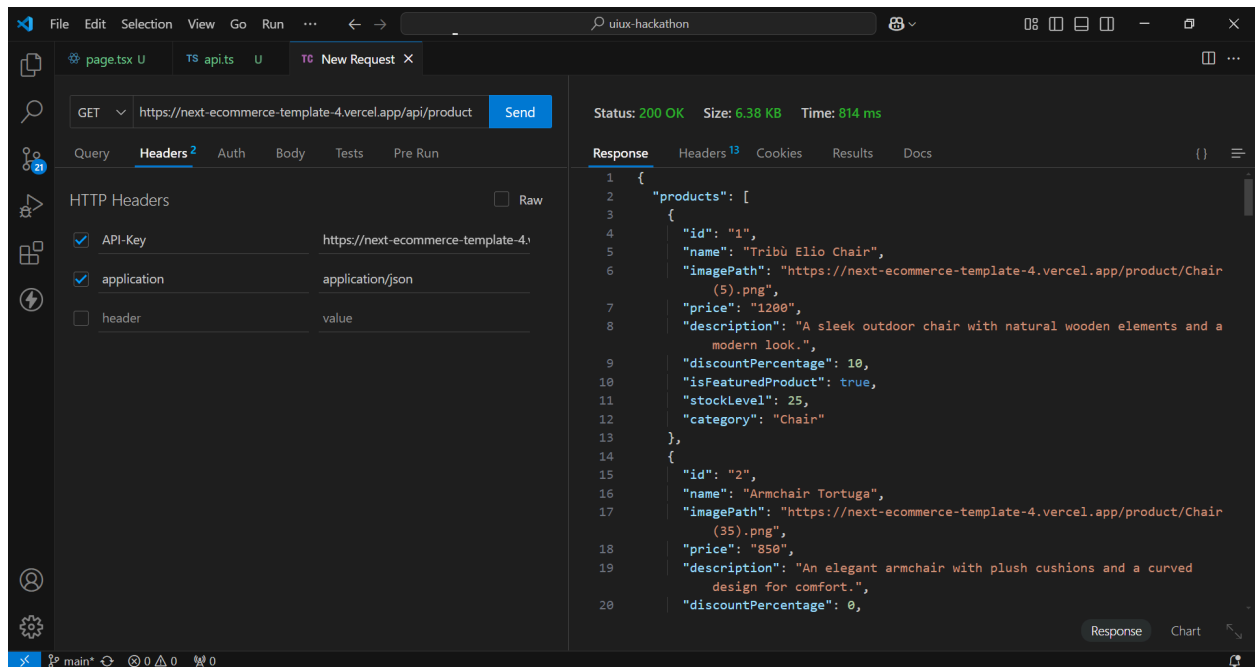 File Edit Selection View Go Run ··· ← → uiux-hackathon
page.tsx U TS api.ts U TC New Request × ···
GET https://next-ecommerce-template-4.vercel.app/api/product Send
Status: 200 OK Size: 6.38 KB Time: 814 ms
Query Headers 2 Auth Body Tests Pre Run
Response Headers 13 Cookies Results Docs { }
21
HTTP Headers Raw
API-Key https://next-ecommerce-template-4.
application application/json
header value
1 {
2 "products": [
3 {
4 "id": "1",
5 "name": "Tribù Elio Chair",
6 "imagePath": "https://next-ecommerce-template-4.vercel.app/product/Chair
(5).png",
7 "price": "1200",
8 "description": "A sleek outdoor chair with natural wooden elements and a
modern look.",
9 "discountPercentage": 10,
10 "isFeaturedProduct": true,
11 "stockLevel": 25,
12 "category": "Chair"
13 },
14 {
15 "id": "2",
16 "name": "Armchair Tortuga",
17 "imagePath": "https://next-ecommerce-template-4.vercel.app/product/Chair
(35).png",
18 "price": "850",
19 "description": "An elegant armchair with plush cushions and a curved
design for comfort.",
20 "discountPercentage": 0,
Response Chart
main* 0 0 0